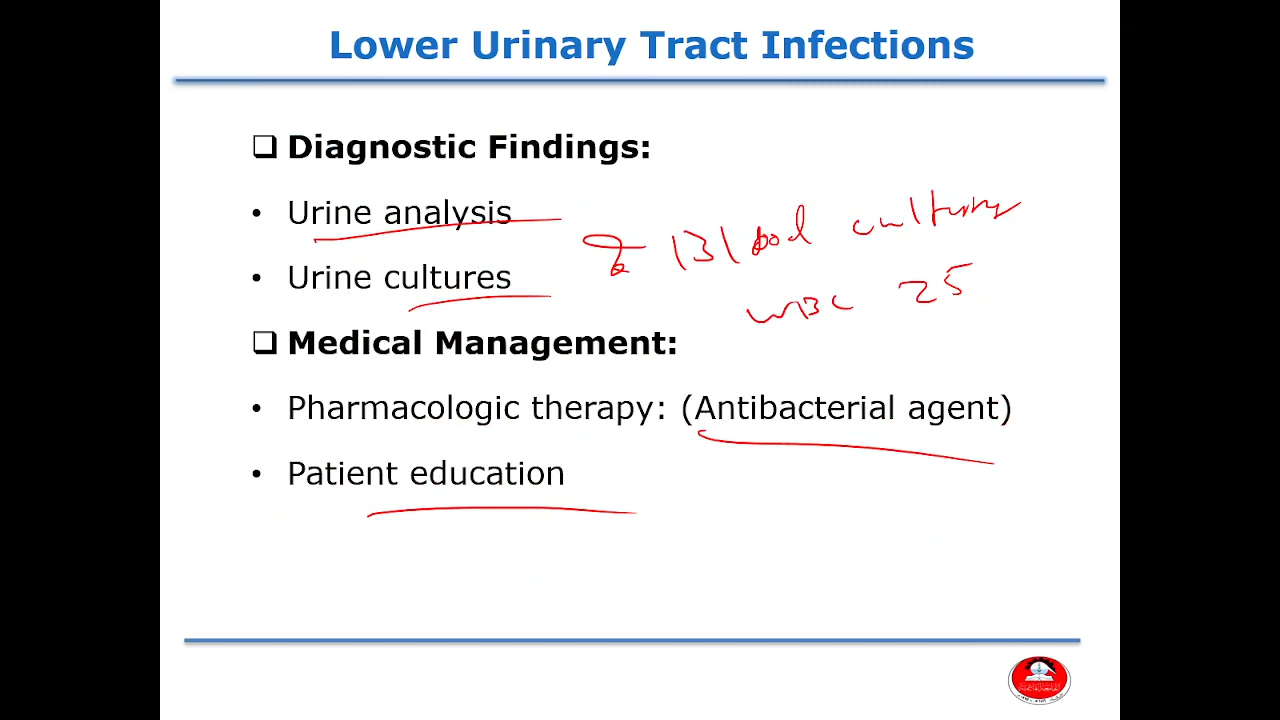 Lower Urinary Tract Infections
❑ Diagnostic Findings:
• Urine analysis
Blood cultures
• Urine cultures
WBC 25
❑ Medical Management:
• Pharmacologic therapy: (Antibacterial agent)
• Patient education